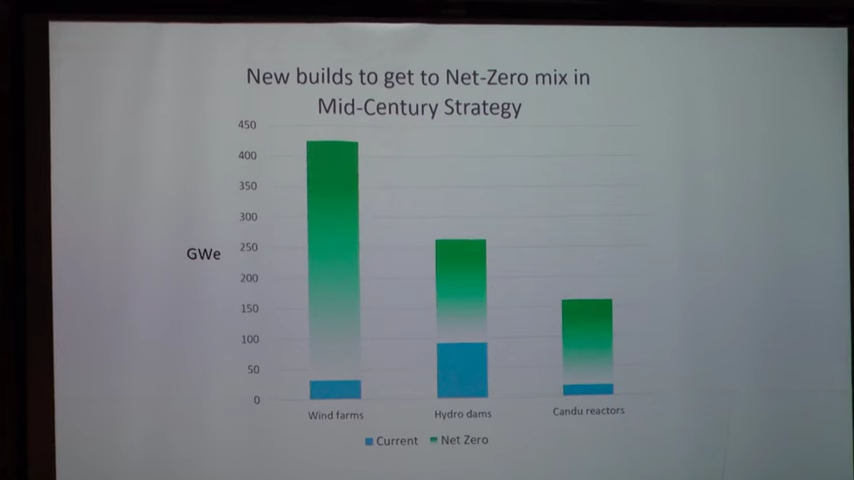 New builds to get to Net-Zero mix in
Mid-Century Strategy
450
400
350
300
250
200
150
100
50
0
GWe
Wind farms
Hydro dams
Candu reactors
Current
Net Zero